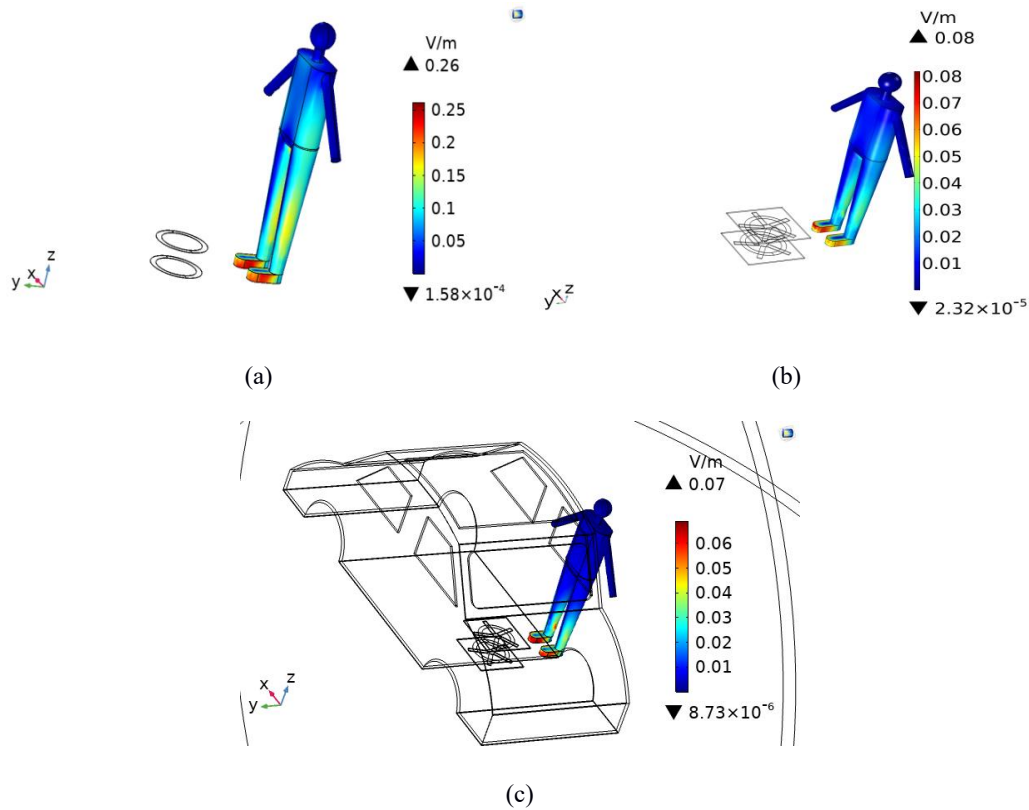 V/m
▲ 0.26
0.25
0.2
0.15
0.1
0.05
▼ 1.58×10⁻⁴
y x z
(a)
V/m
▲ 0.08
0.08
0.07
0.06
0.05
0.04
0.03
0.02
0.01
▼ 2.32×10⁻⁵
y x z
(b)
V/m
▲ 0.07
0.06
0.05
0.04
0.03
0.02
0.01
▼ 8.73×10⁻⁶
x z
y
(c)